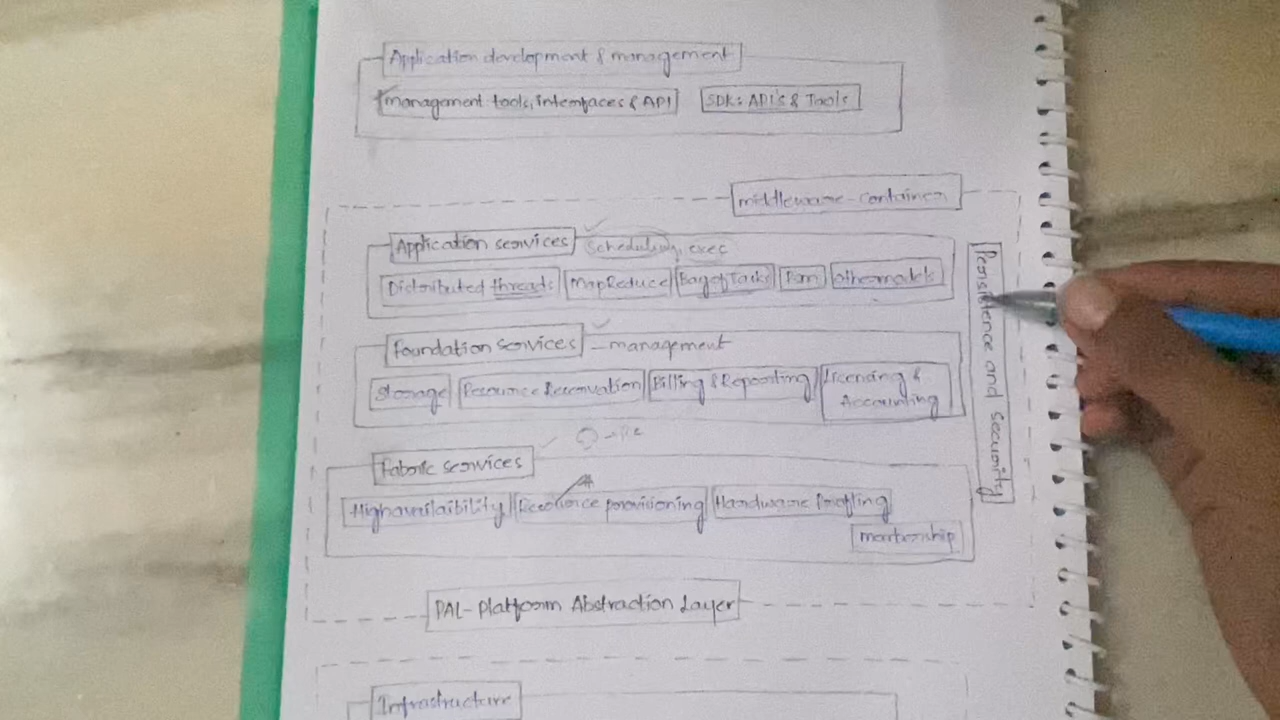 Application development & management
management tools, interfaces & API SDK: API's & Tools
middleware - container
Application services scheduling, exec
Distributed threads MapReduce Bag of Tasks PSM other models
Foundation services - management
Storage Resource Reservation Billing & Reporting Licensing &
Accounting
Fabric services
High availaibility Resource provisioning Hardware Profiling
membership
PAL - Platform Abstraction Layer
Infrastructure
Persistence and security